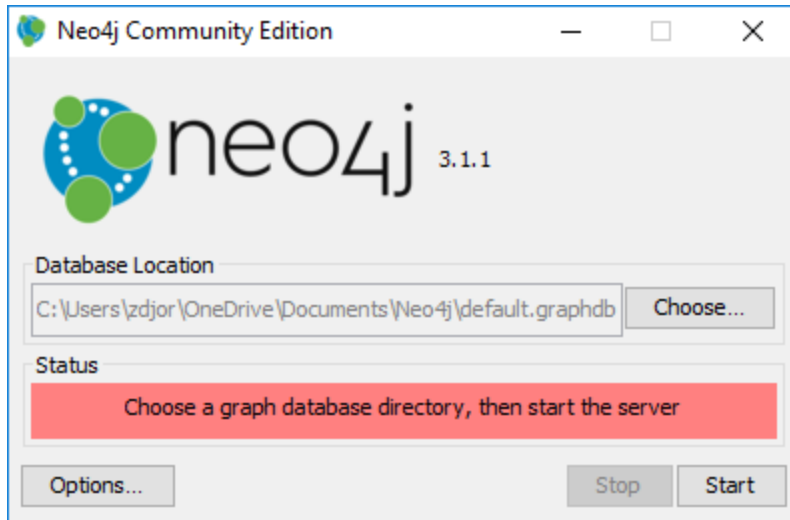 Neo4j Community Edition
neo4j 3.1.1
Database Location
C:\Users\zdjor\OneDrive\Documents\Neo4j\default.graphdb Choose...
Status
Choose a graph database directory, then start the server
Options... Stop Start